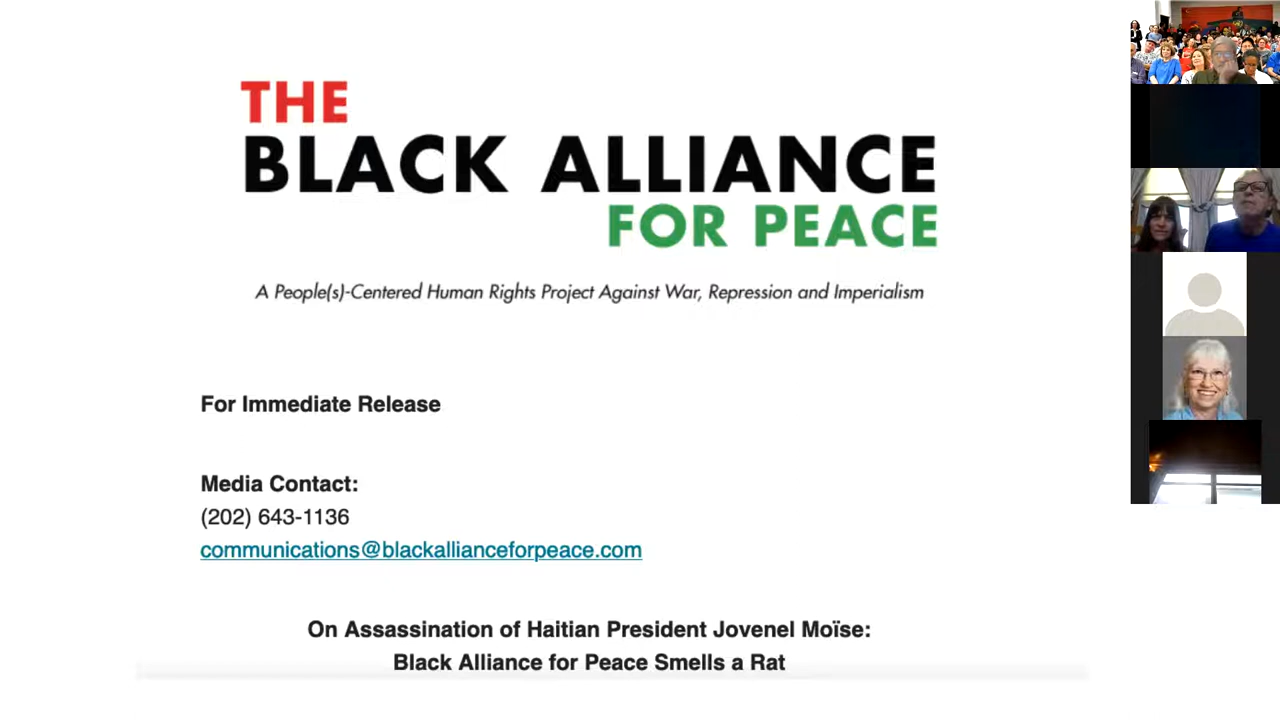 THE
BLACK ALLIANCE
FOR PEACE
A People(s)-Centered Human Rights Project Against War, Repression and Imperialism
For Immediate Release
Media Contact:
(202) 643-1136
communications@blackallianceforpeace.com
On Assassination of Haitian President Jovenel Moïse:
Black Alliance for Peace Smells a Rat